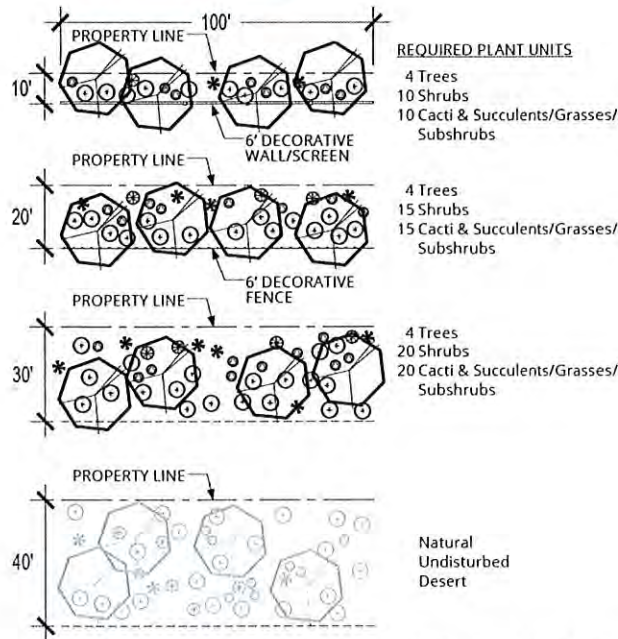 100'
PROPERTY LINE
10'
6' DECORATIVE
WALL/SCREEN
REQUIRED PLANT UNITS
4 Trees
10 Shrubs
10 Cacti & Succulents/Grasses/
Subshrubs
20'
PROPERTY LINE
6' DECORATIVE
FENCE
4 Trees
15 Shrubs
15 Cacti & Succulents/Grasses/
Subshrubs
30'
4 Trees
20 Shrubs
20 Cacti & Succulents/Grasses/
Subshrubs
PROPERTY LINE
40'
Natural
Undisturbed
Desert